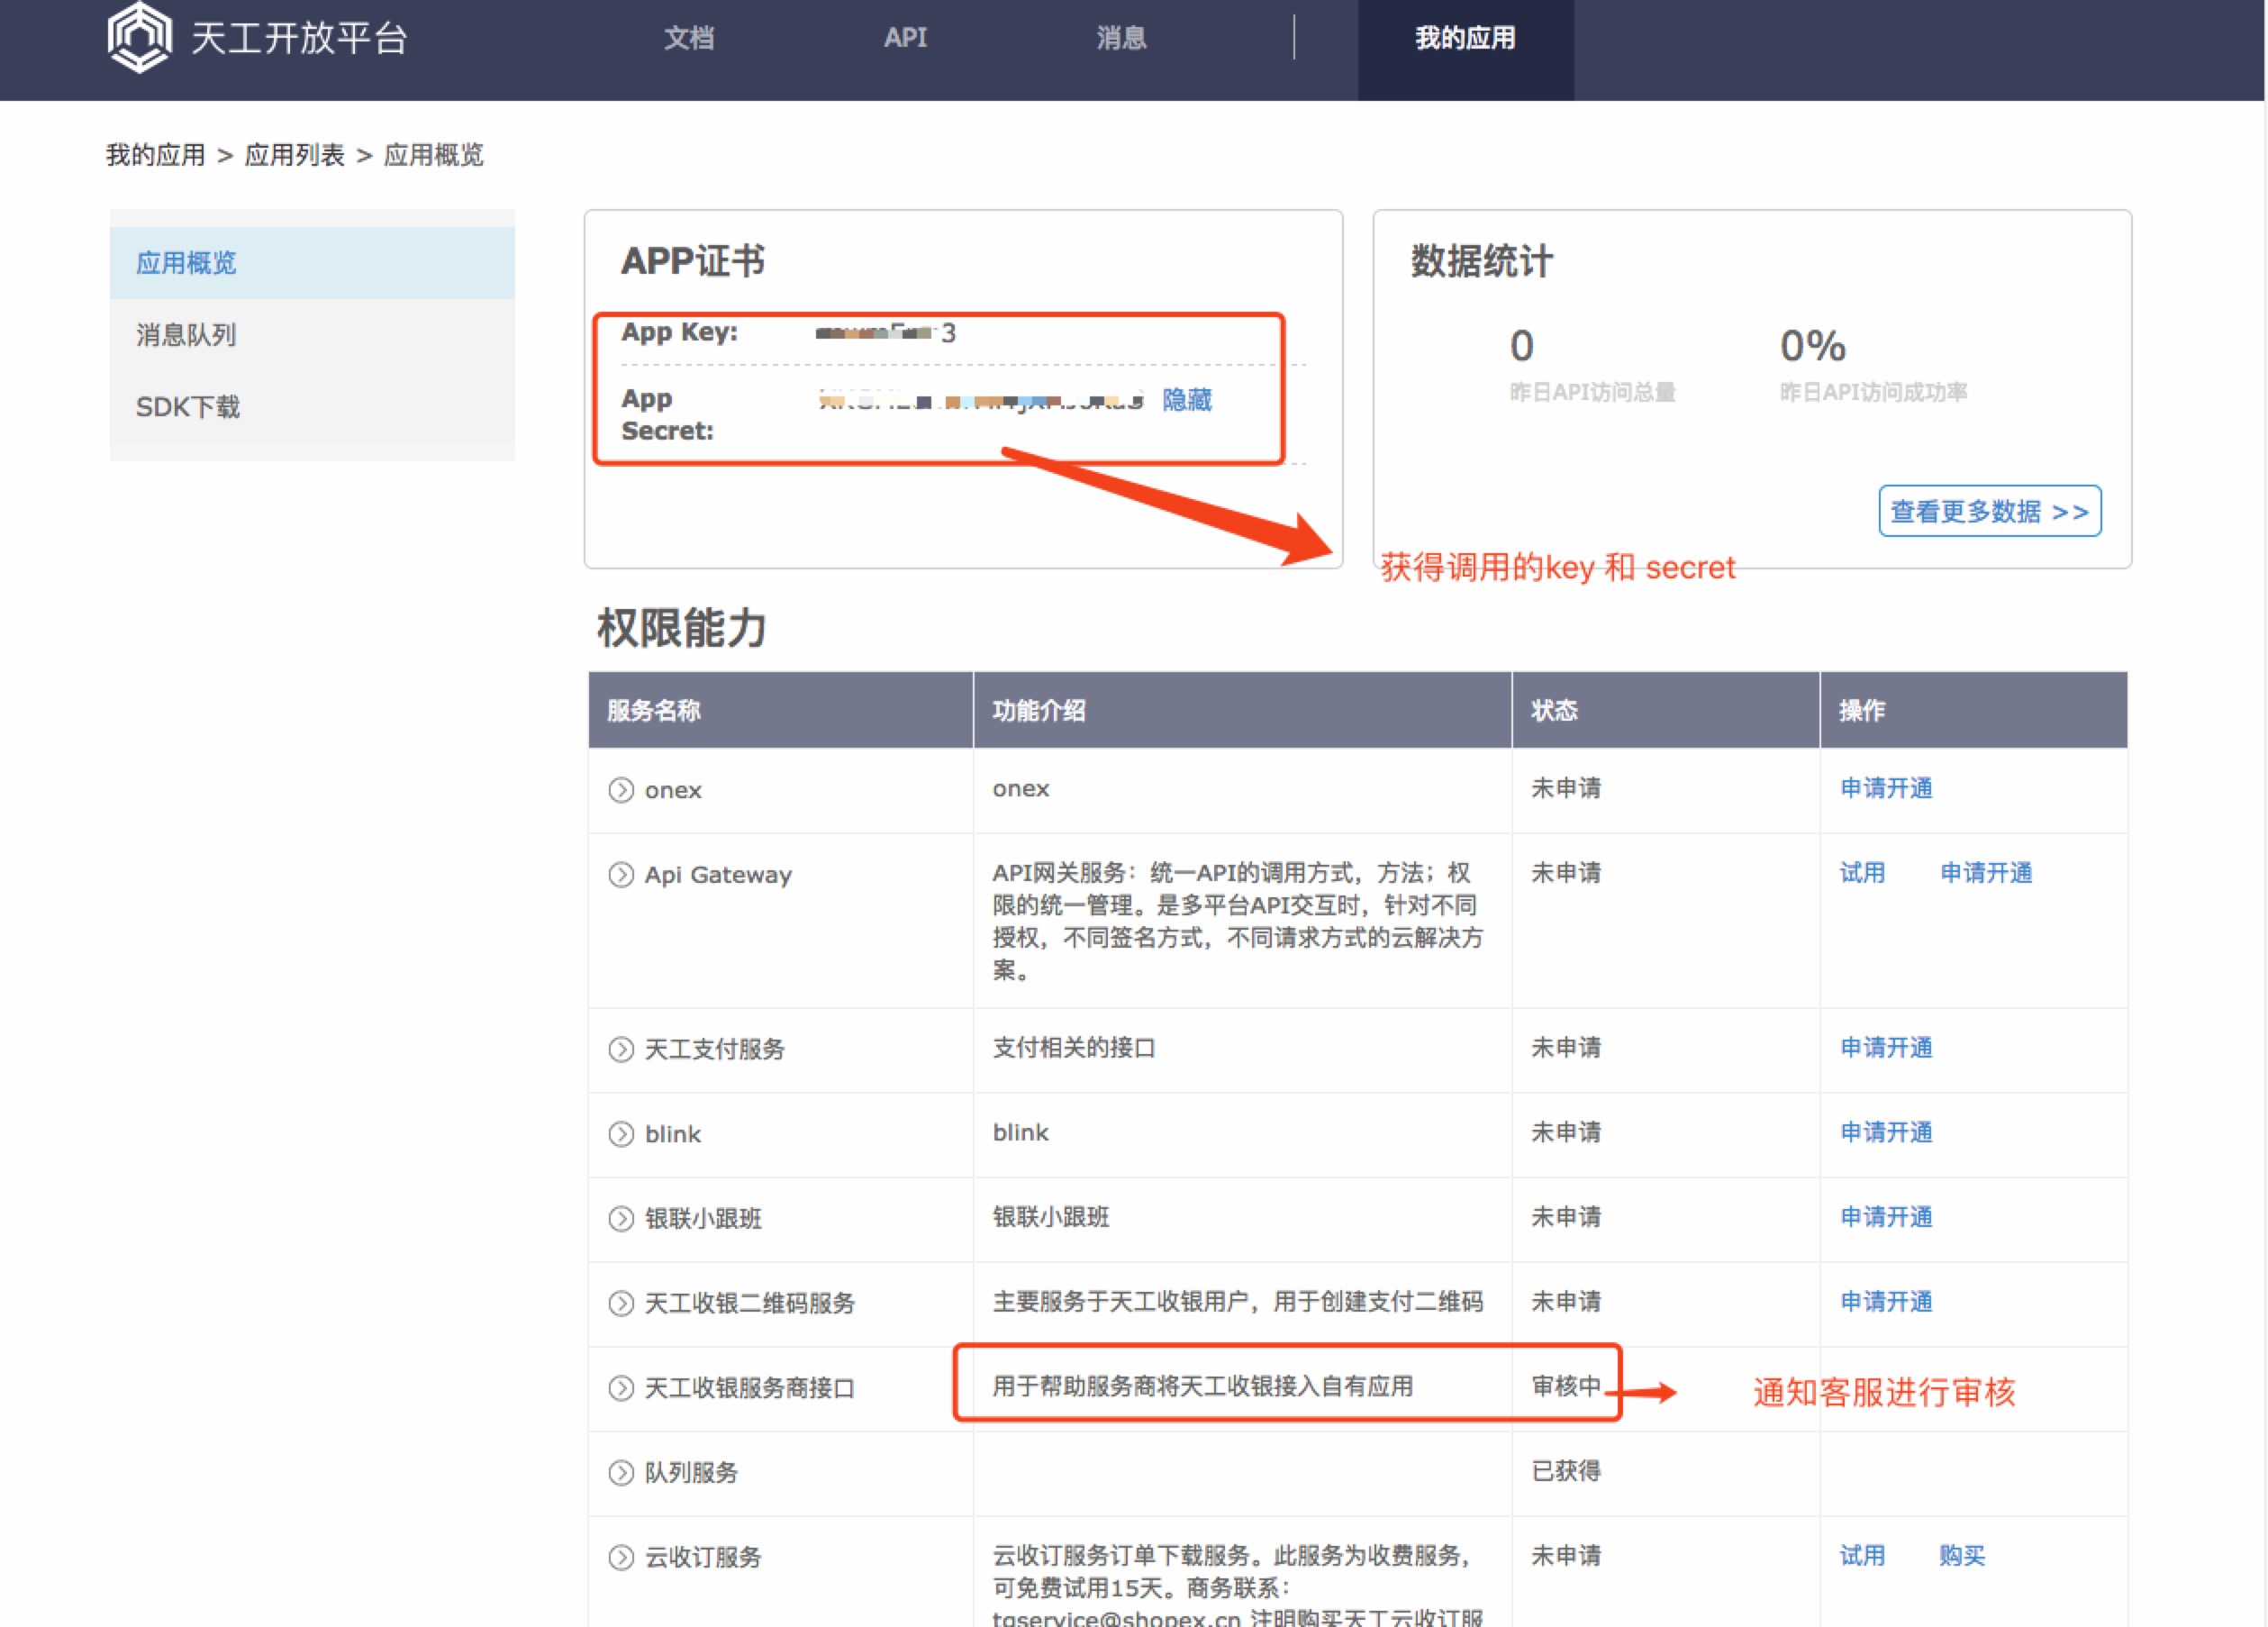 天工开放平台
文档
API
消息
我的应用
我的应用 > 应用列表 > 应用概览
应用概览
消息队列
SDK下载
APP证书
App Key:
3
App
Secret:
隐藏
数据统计
0
0%
昨日API访问总量
昨日API访问成功率
查看更多数据 >>
获得调用的key 和 secret
权限能力
服务名称
功能介绍
状态
操作
onex
onex
未申请
申请开通
Api Gateway
API网关服务：统一API的调用方式，方法；权
限的统一管理。是多平台API交互时，针对不同
授权，不同签名方式，不同请求方式的云解决方
案。
未申请
试用
申请开通
天工支付服务
支付相关的接口
未申请
申请开通
blink
blink
未申请
申请开通
银联小跟班
银联小跟班
未申请
申请开通
天工收银二维码服务
主要服务于天工收银用户，用于创建支付二维码
未申请
申请开通
天工收银服务商接口
用于帮助服务商将天工收银接入自有应用
审核中
通知客服进行审核
队列服务
已获得
云收订服务
云收订服务订单下载服务。此服务为收费服务，
可免费试用15天。商务联系：
tgservice@shopex.cn 注明购买天工云收订服
未申请
试用
购买